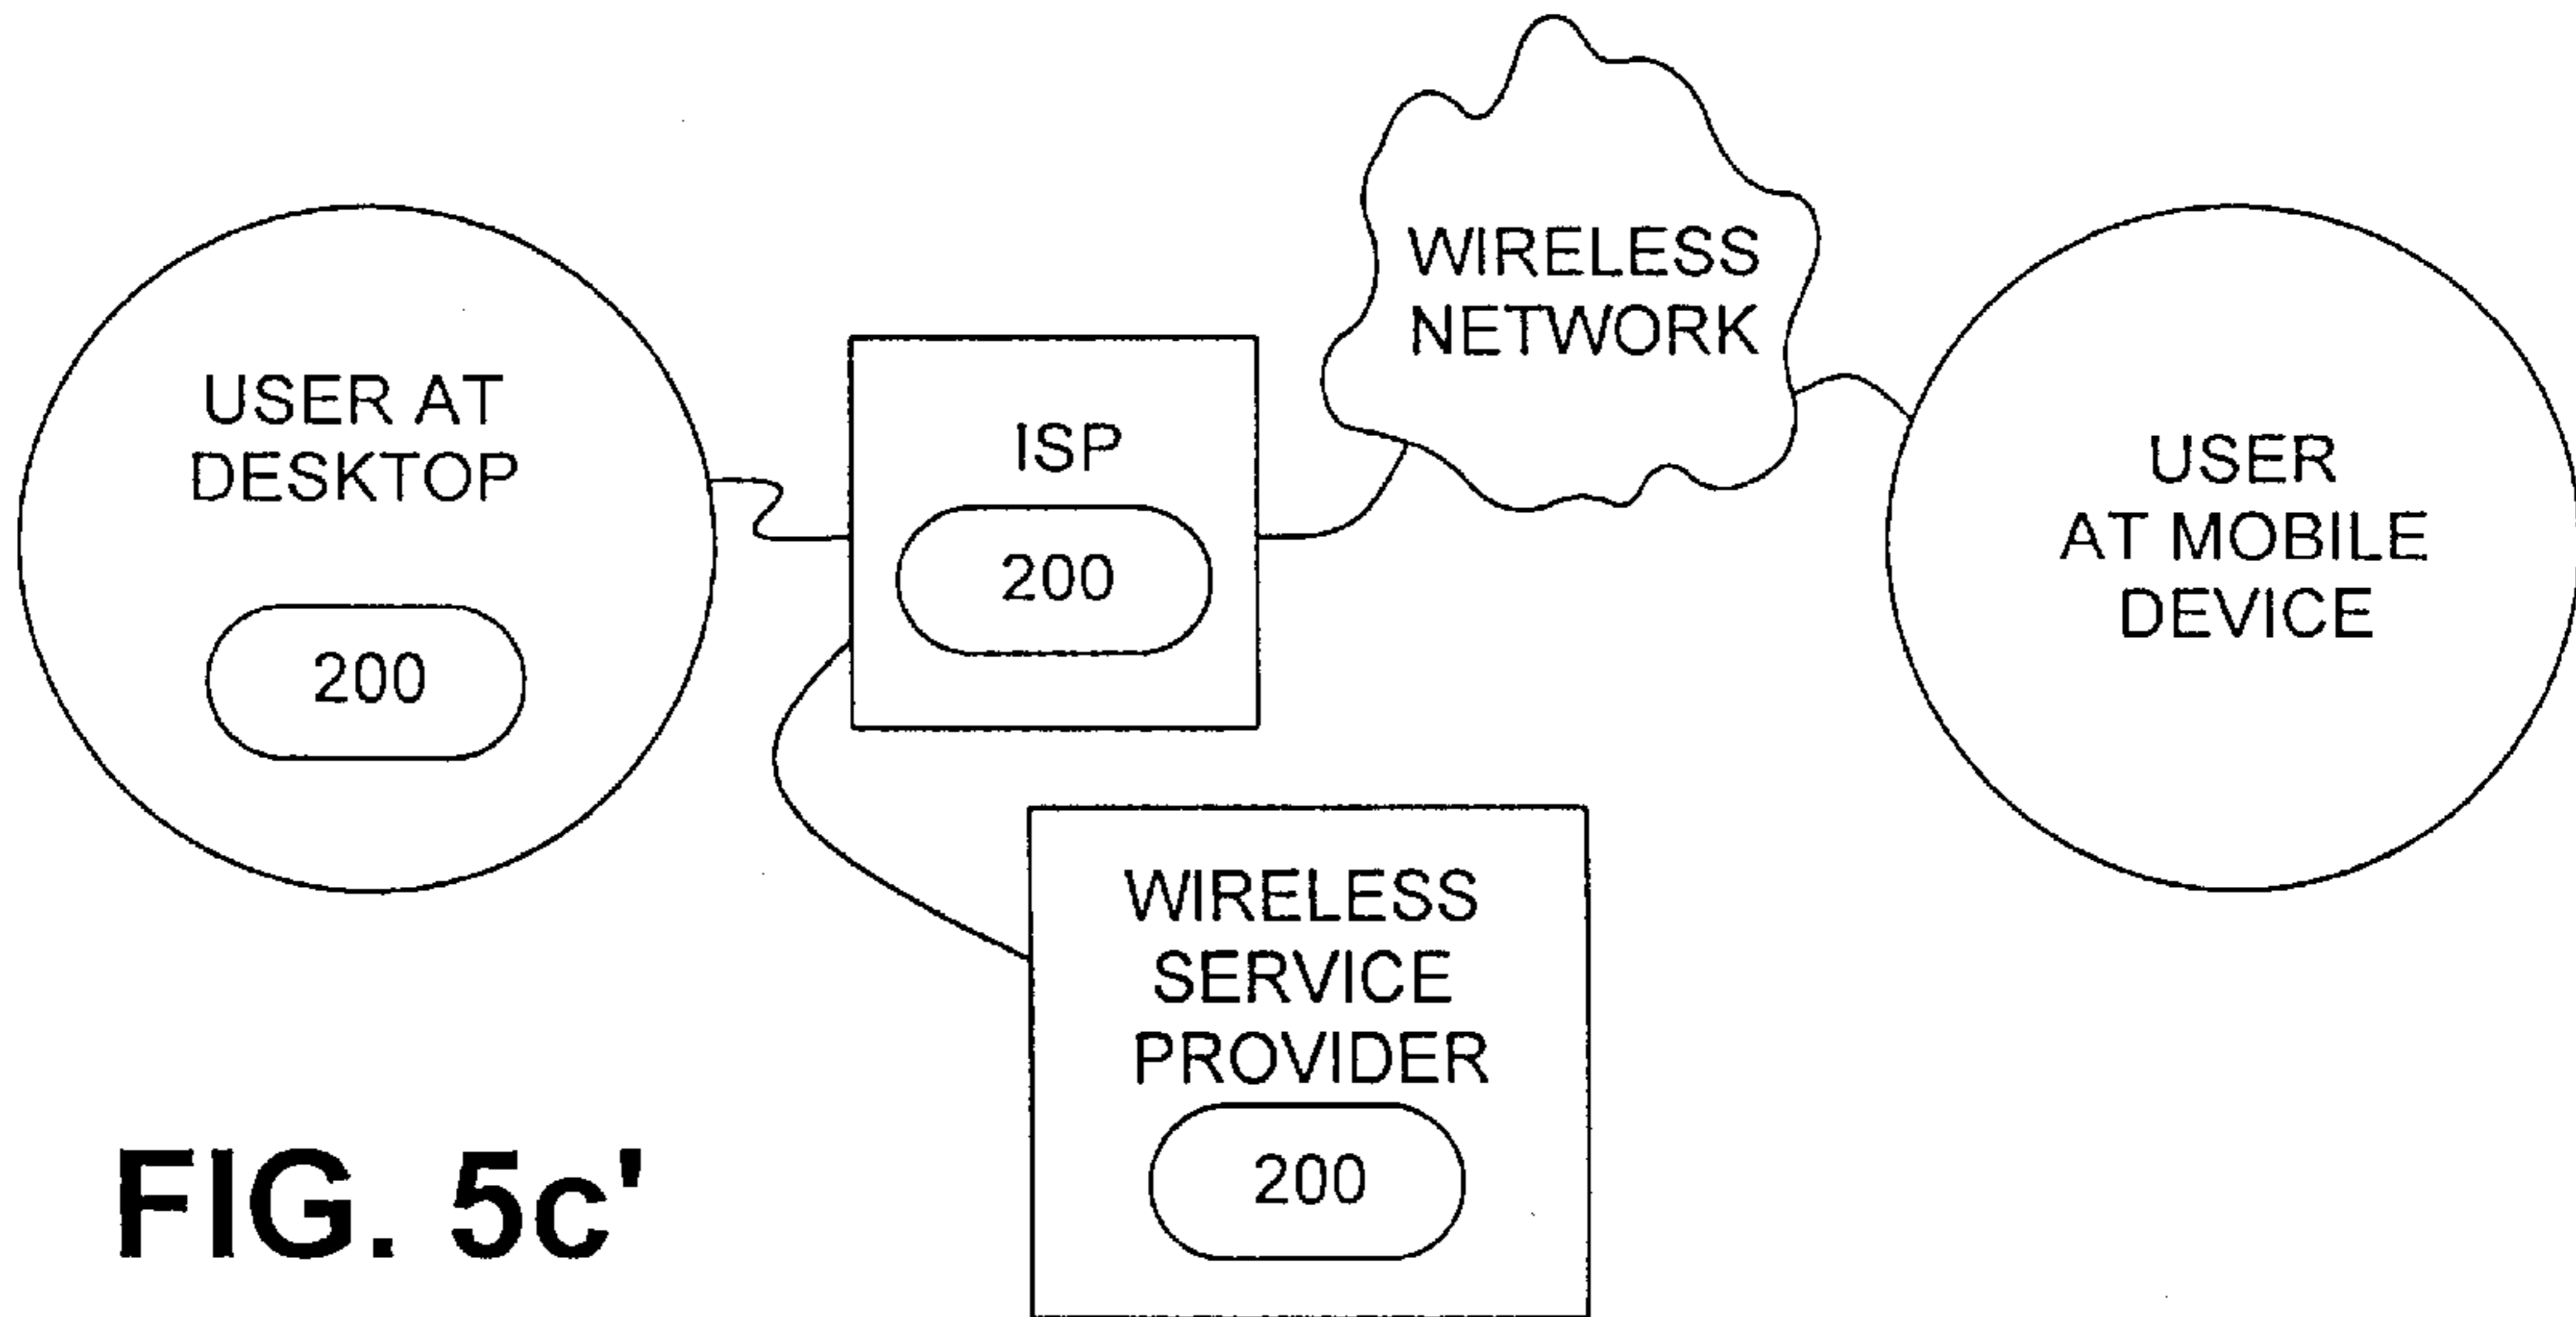 USER AT
DESKTOP
200
ISP
200
WIRELESS
NETWORK
USER
AT MOBILE
DEVICE
WIRELESS
SERVICE
PROVIDER
200
FIG. 5c'